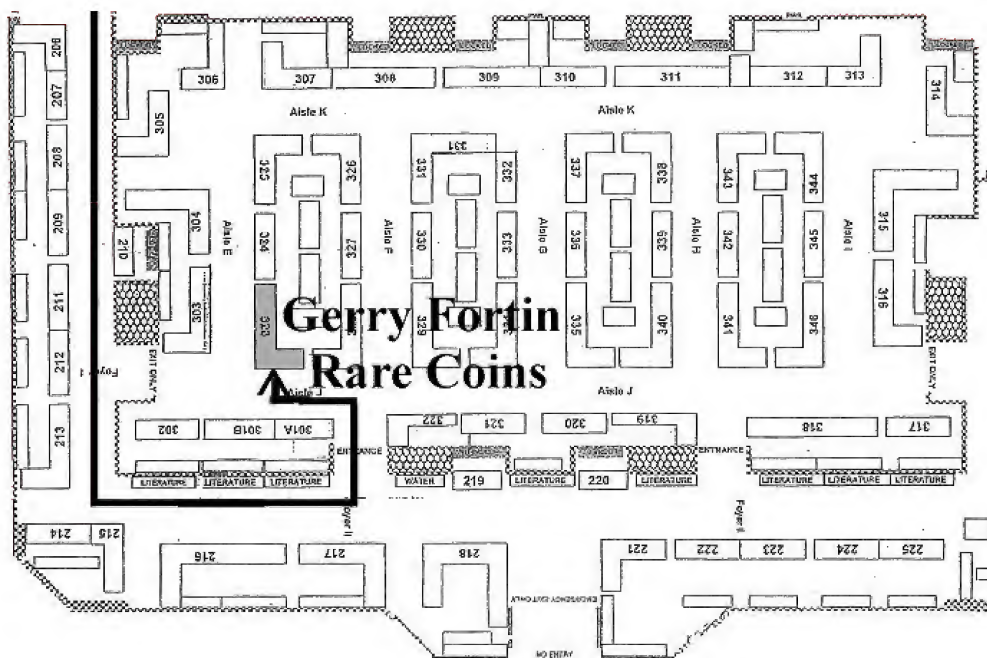 206
207
208
209
210
211
212
213
305
306
307
308
309
310
311
312
313
314
Aisle K
Aisle K
304
303
Aisle E
325
326
324
327
323
Aisle F
331
331
332
330
333
329
Aisle G
337
338
336
339
335
340
Aisle H
343
344
342
345
341
346
Aisle I
315
316
Gerry Fortin
Rare Coins
Aisle J
Aisle J
EXIT ONLY
EXIT ONLY
302
301B
301A
322
321
320
319
318
317
ENTRANCE
ENTRANCE
LITERATURE
LITERATURE
LITERATURE
WATER
219
LITERATURE
220
LITERATURE
LITERATURE
LITERATURE
LITERATURE
Foyer II
Foyer II
214
215
216
217
218
221
222
223
224
225
EMERGENCY EXIT ONLY
NO ENTRY